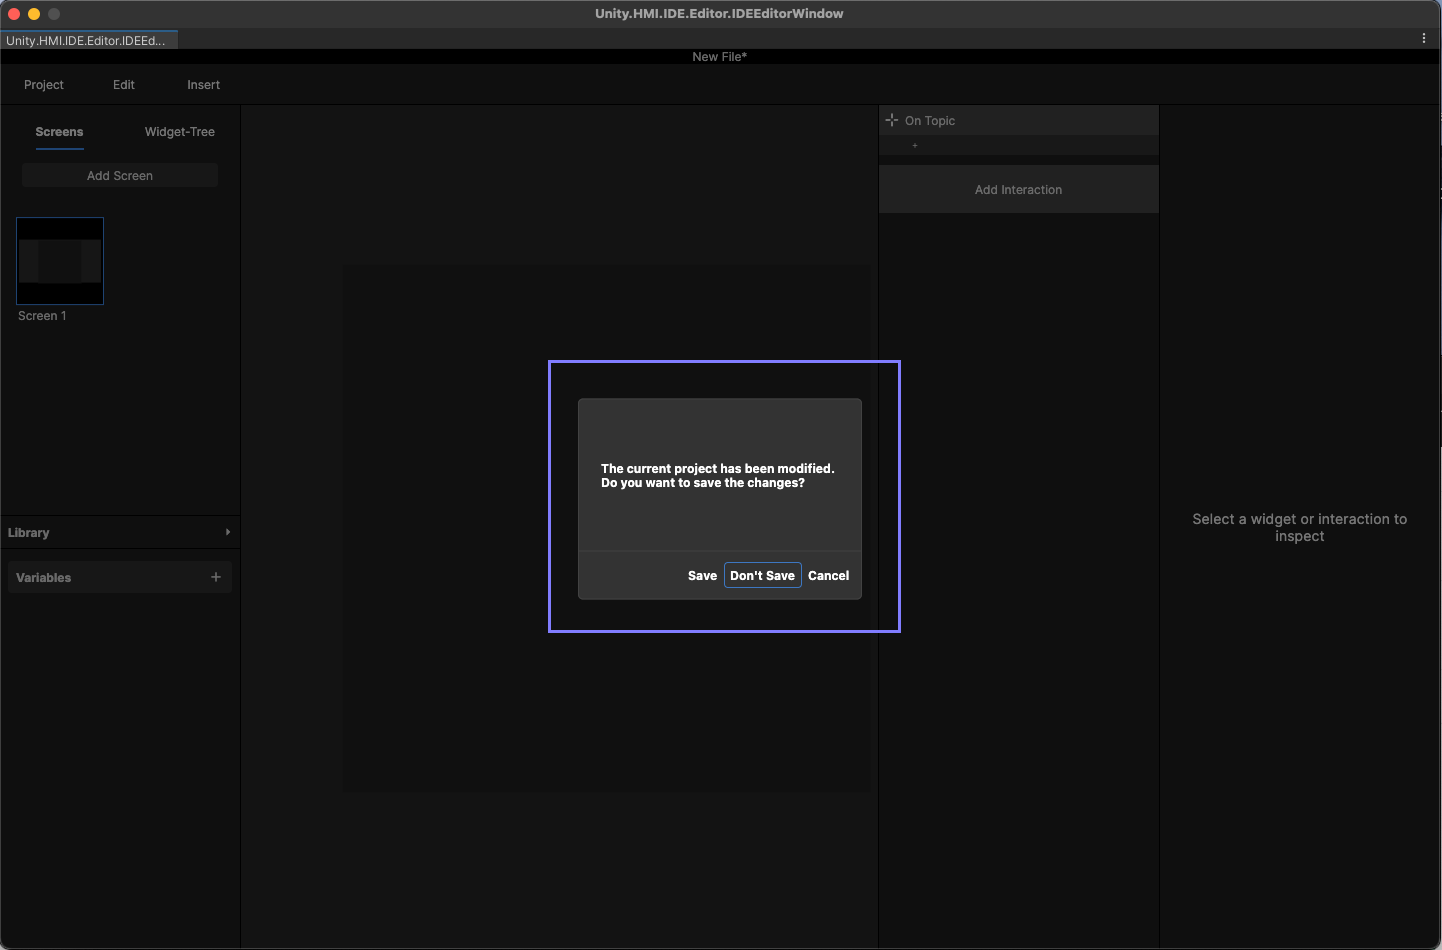 Unity.HMI.IDE.Editor.IDEEditorWindow
Unity.HMI.IDE.Editor.IDEEd...
New File*
Project
Edit
Insert
Screens
Widget-Tree
Add Screen
Screen 1
Library
Variables
+
On Topic
+
Add Interaction
The current project has been modified.
Do you want to save the changes?
Save
Don't Save
Cancel
Select a widget or interaction to
inspect